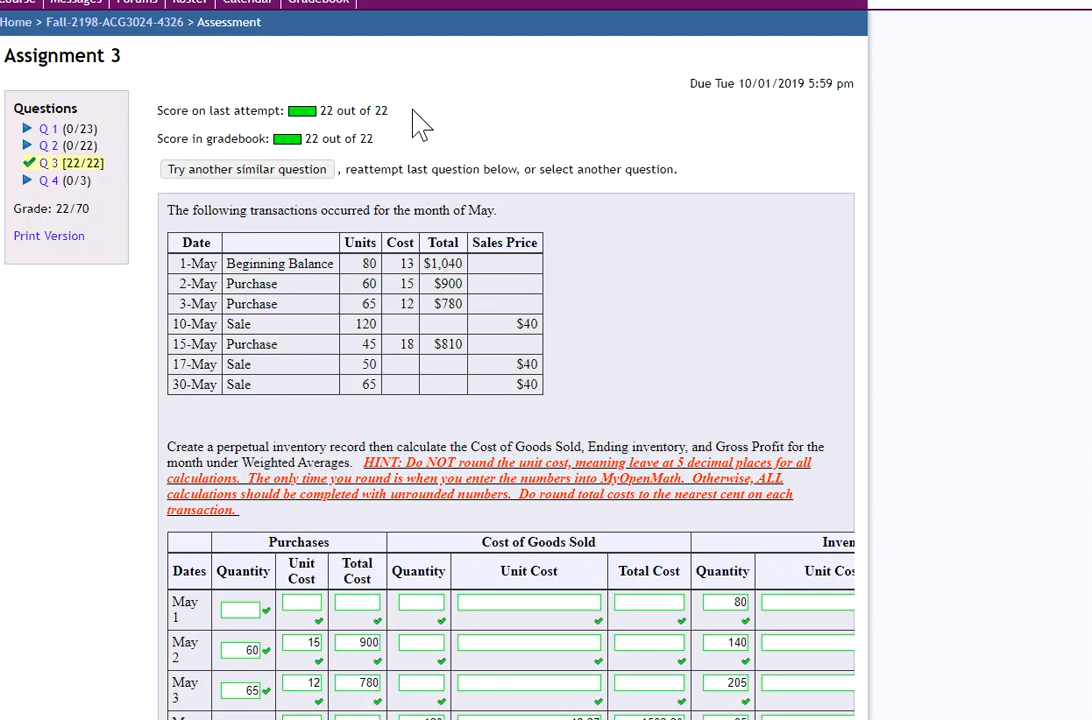 Course | Messages | Forums | Roster | Calendar | Gradebook |
Home > Fall-2198-ACG3024-4326 > Assessment
Assignment 3
Due Tue 10/01/2019 5:59 pm
Questions
Q 1 (0/23)
Q 2 (0/22)
Q 3 [22/22]
Q 4 (0/3)
Grade: 22/70
Print Version
Score on last attempt: 22 out of 22
Score in gradebook: 22 out of 22
Try another similar question , reattempt last question below, or select another question.
The following transactions occurred for the month of May.
Date Units Cost Total Sales Price
1-May Beginning Balance 80 13 $1,040
2-May Purchase 60 15 $900
3-May Purchase 65 12 $780
10-May Sale 120 $40
15-May Purchase 45 18 $810
17-May Sale 50 $40
30-May Sale 65 $40
Create a perpetual inventory record then calculate the Cost of Goods Sold, Ending inventory, and Gross Profit for the
month under Weighted Averages. HINT: Do NOT round the unit cost, meaning leave at 5 decimal places for all
calculations. The only time you round is when you enter the numbers into MyOpenMath. Otherwise, ALL
calculations should be completed with unrounded numbers. Do round total costs to the nearest cent on each
transaction.
Purchases Cost of Goods Sold Inven
Dates Quantity Unit Cost Total Cost Quantity Unit Cost Total Cost Quantity Unit Cos
May 1 80
May 2 60 15 900 140
May 3 65 12 780 205